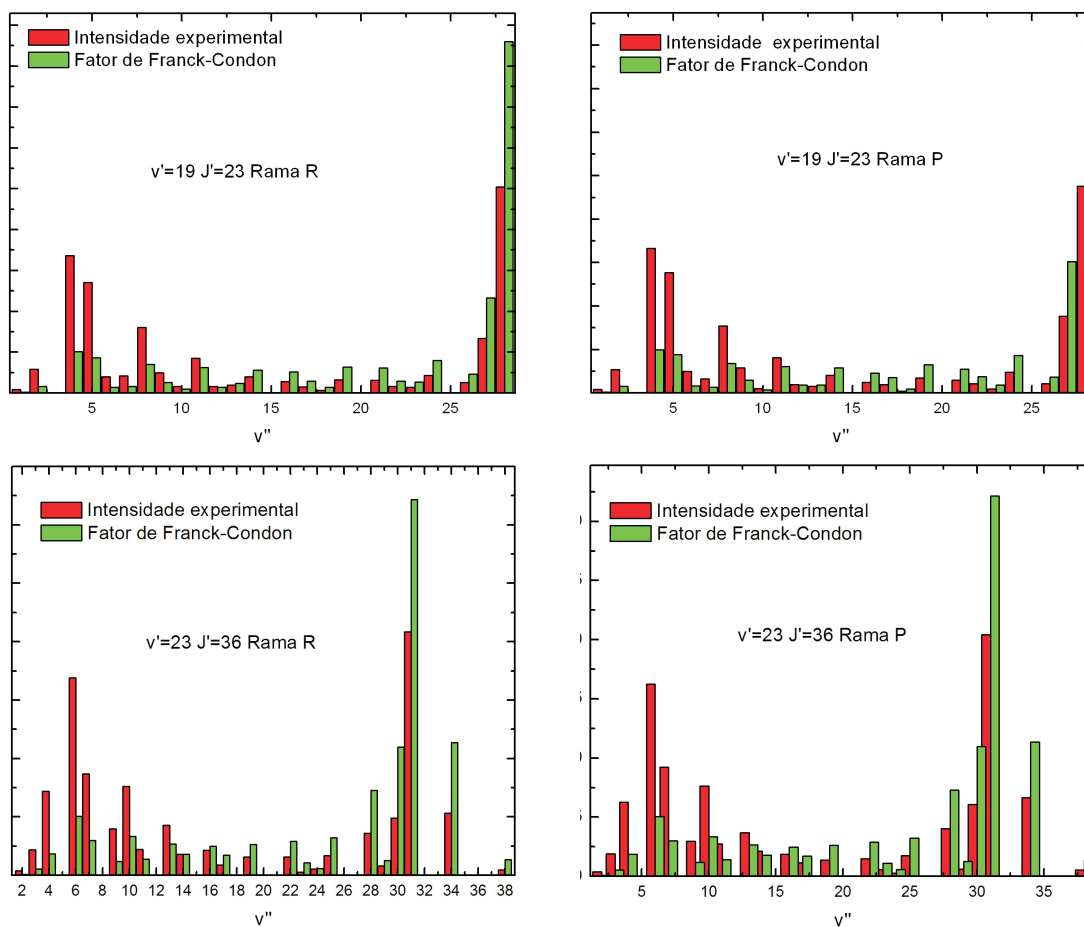 Intensidade experimental
Fator de Franck-Condon
v'=19 J'=23 Rama R
5 10 15 20 25
v''
Intensidade experimental
Fator de Franck-Condon
v'=19 J'=23 Rama P
5 10 15 20 25
v''
Intensidade experimental
Fator de Franck-Condon
v'=23 J'=36 Rama R
2 4 6 8 10 12 14 16 18 20 22 24 26 28 30 32 34 36 38
v''
Intensidade experimental
Fator de Franck-Condon
v'=23 J'=36 Rama P
5 10 15 20 25 30 35
v''